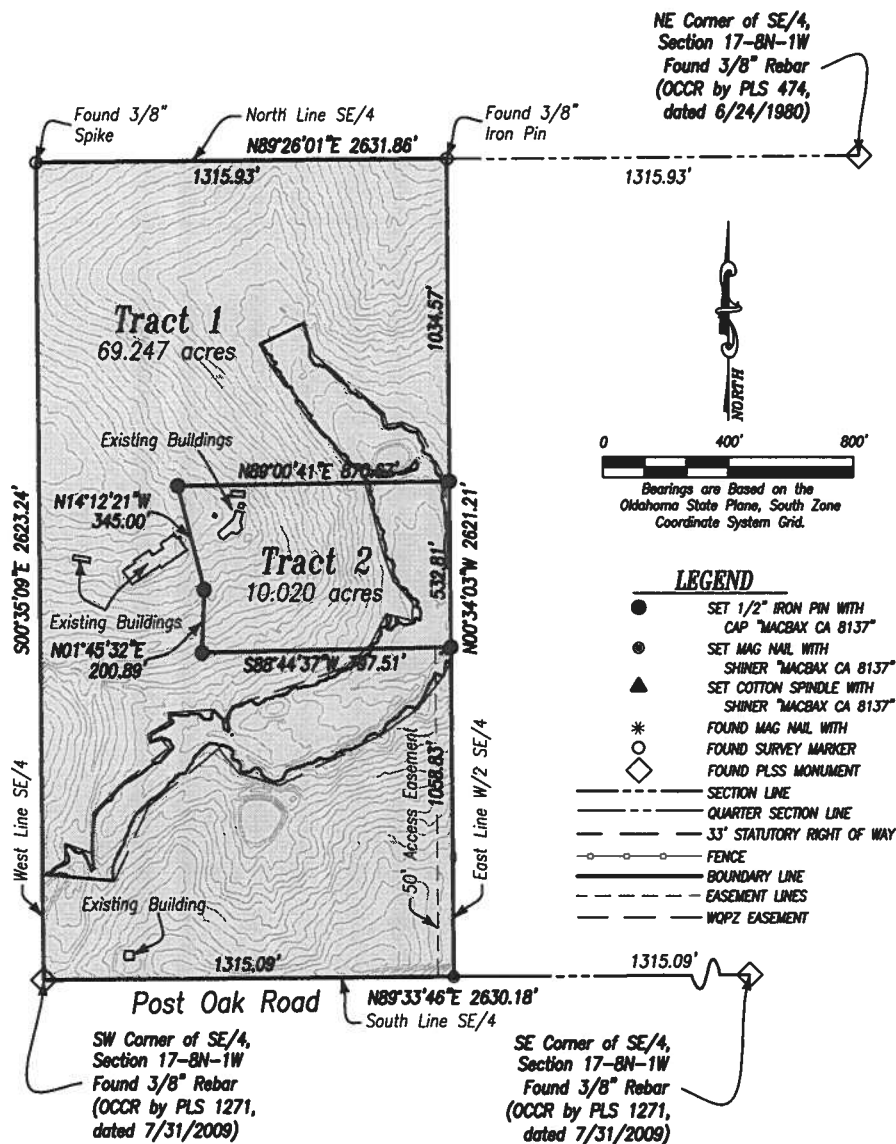 NE Corner of SE/4,
Section 17-8N-1W
Found 3/8" Rebar
(OCCR by PLS 474,
dated 6/24/1980)
Found 3/8"
Spike
North Line SE/4
Found 3/8"
Iron Pin
N89°26'01"E 2631.86'
1315.93'
1315.93'
Tract 1
69.247 acres
1034.57'
NORTH
Existing Buildings
0 400' 800'
Bearings are Based on the
Oklahoma State Plane, South Zone
Coordinate System Grid.
N89°00'41"E 870.67'
N14°12'21"W
345.00'
S00°35'09"E 2623.24'
Tract 2
10.020 acres
532.81'
N00°34'03"W 2621.21'
Existing Buildings
N01°45'32"E
200.89'
S88°44'37"W 797.51'
LEGEND
SET 1/2" IRON PIN WITH
CAP "MACBAX CA 8137"
SET MAG NAIL WITH
SHINER "MACBAX CA 8137"
SET COTTON SPINDLE WITH
SHINER "MACBAX CA 8137"
FOUND MAG NAIL WITH
FOUND SURVEY MARKER
FOUND PLSS MONUMENT
SECTION LINE
QUARTER SECTION LINE
33' STATUTORY RIGHT OF WAY
FENCE
BOUNDARY LINE
EASEMENT LINES
WQPZ EASEMENT
West Line SE/4
50' Access Easement
1058.83'
East Line W/2 SE/4
Existing Building
1315.09'
1315.09'
Post Oak Road
N89°33'46"E 2630.18'
South Line SE/4
SW Corner of SE/4,
Section 17-8N-1W
Found 3/8" Rebar
(OCCR by PLS 1271,
dated 7/31/2009)
SE Corner of SE/4,
Section 17-8N-1W
Found 3/8" Rebar
(OCCR by PLS 1271,
dated 7/31/2009)